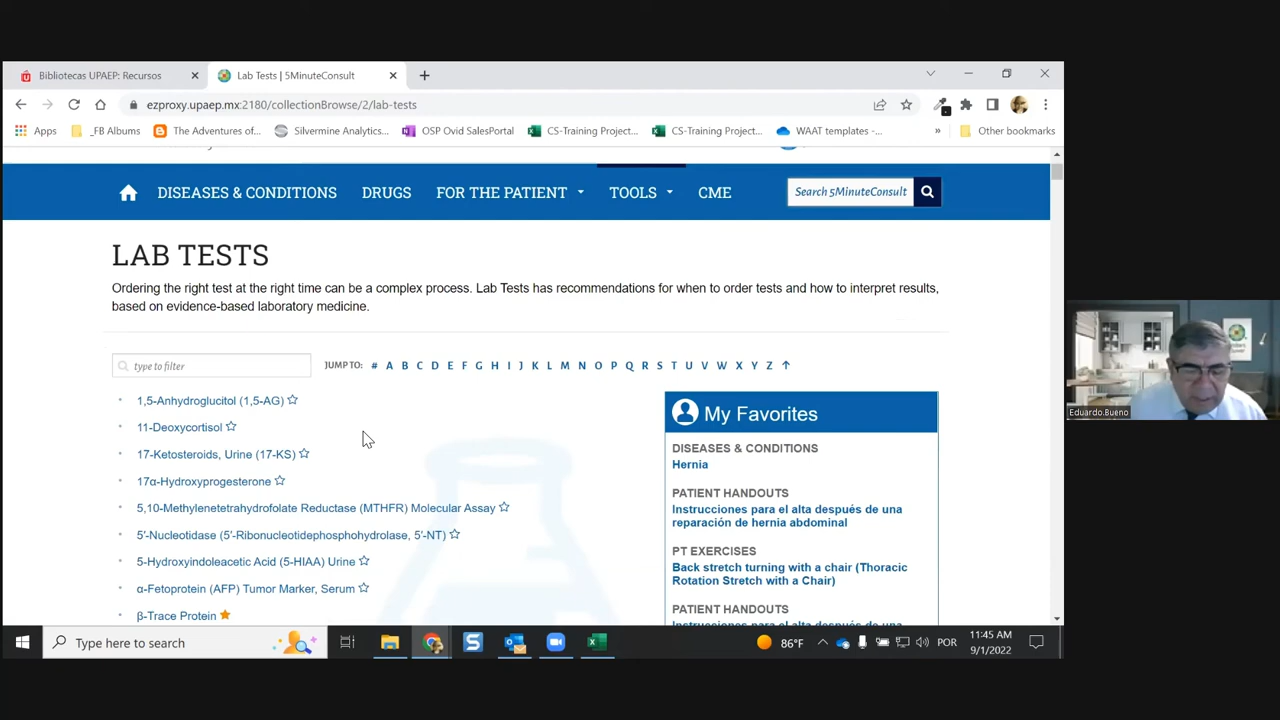 Bibliotecas UPAEP: Recursos
Lab Tests | 5MinuteConsult
ezproxy.upaep.mx:2180/collectionBrowse/2/lab-tests
Apps
_FB Albums
The Adventures of...
Silvermine Analytics...
OSP Ovid SalesPortal
CS-Training Project...
CS-Training Project...
WAAT templates -...
»
Other bookmarks
DISEASES & CONDITIONS
DRUGS
FOR THE PATIENT
TOOLS
CME
Search 5MinuteConsult
LAB TESTS
Ordering the right test at the right time can be a complex process. Lab Tests has recommendations for when to order tests and how to interpret results,
based on evidence-based laboratory medicine.
type to filter
JUMP TO: # A B C D E F G H I J K L M N O P Q R S T U V W X Y Z ↑
1,5-Anhydroglucitol (1,5-AG)
11-Deoxycortisol
17-Ketosteroids, Urine (17-KS)
17α-Hydroxyprogesterone
5,10-Methylenetetrahydrofolate Reductase (MTHFR) Molecular Assay
5′-Nucleotidase (5′-Ribonucleotidephosphohydrolase, 5′-NT)
5-Hydroxyindoleacetic Acid (5-HIAA) Urine
α-Fetoprotein (AFP) Tumor Marker, Serum
β-Trace Protein
My Favorites
DISEASES & CONDITIONS
Hernia
PATIENT HANDOUTS
Instrucciones para el alta después de una
reparación de hernia abdominal
PT EXERCISES
Back stretch turning with a chair (Thoracic
Rotation Stretch with a Chair)
PATIENT HANDOUTS
Instrucciones para el alta después de una
Eduardo.Bueno
Type here to search
86°F
POR
11:45 AM
9/1/2022